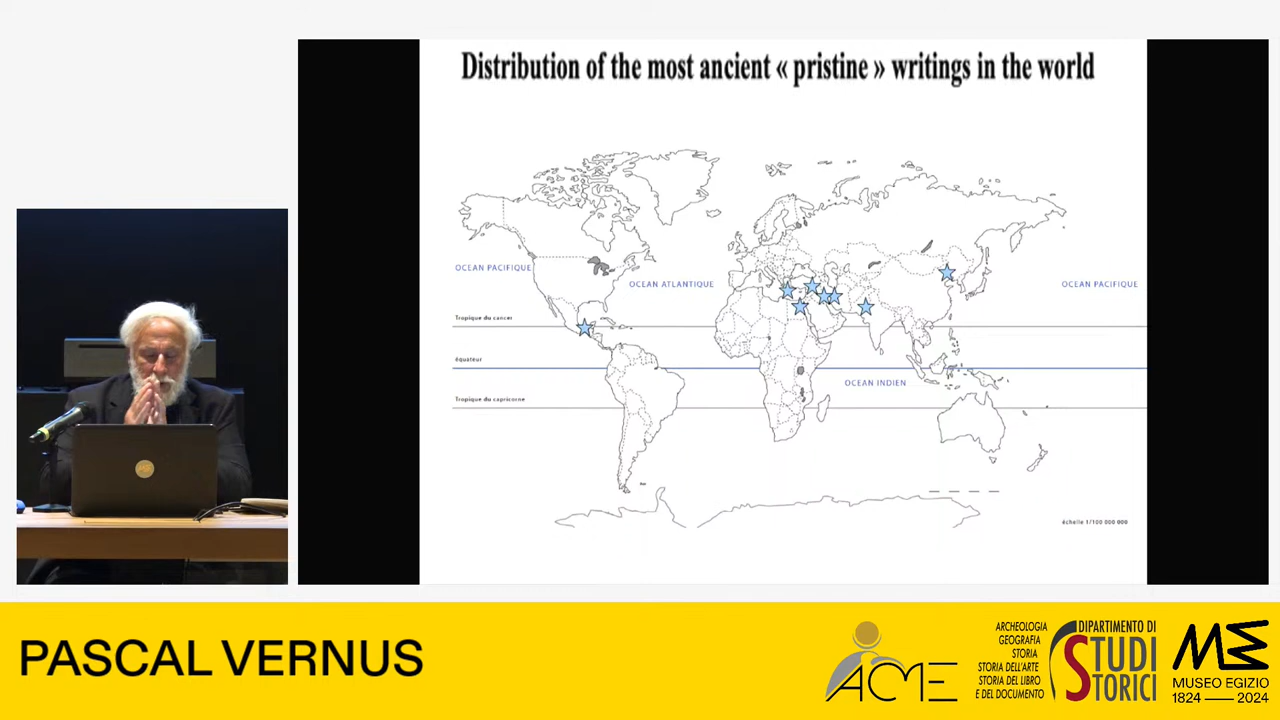 Distribution of the most ancient « pristine » writings in the world
OCEAN PACIFIQUE
OCEAN ATLANTIQUE
OCEAN PACIFIQUE
Tropique du cancer
équateur
OCEAN INDIEN
Tropique du capricorne
échelle 1/100 000 000
PASCAL VERNUS
ACME
ARCHEOLOGIA
GEOGRAFIA
STORIA
STORIA DELL'ARTE
STORIA DEL LIBRO
E DEL DOCUMENTO
DIPARTIMENTO DI
STUDI
STORICI
ME
MUSEO EGIZIO
1824 — 2024